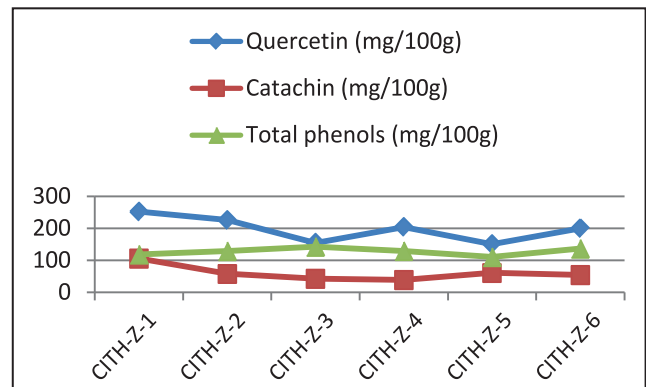 Quercetin (mg/100g)
Catachin (mg/100g)
Total phenols (mg/100g)
300
200
100
0
CITH-Z-1
CITH-Z-2
CITH-Z-3
CITH-Z-4
CITH-Z-5
CITH-Z-6